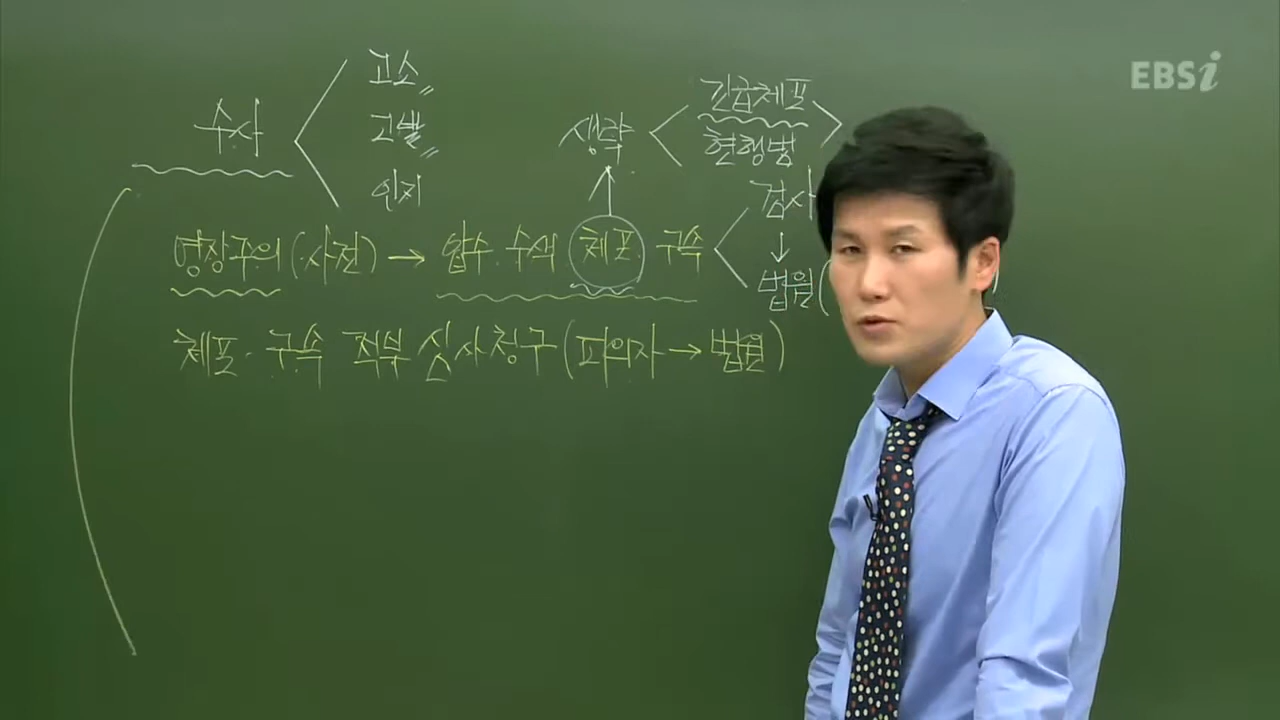 고소
EBSi
긴급체포
수사
고발
생략
현행범
인지
검사
영장주의(사전) → 압수·수색·체포·구속
↓
법원(
체포·구속 적부 심사청구(피의자→법원)